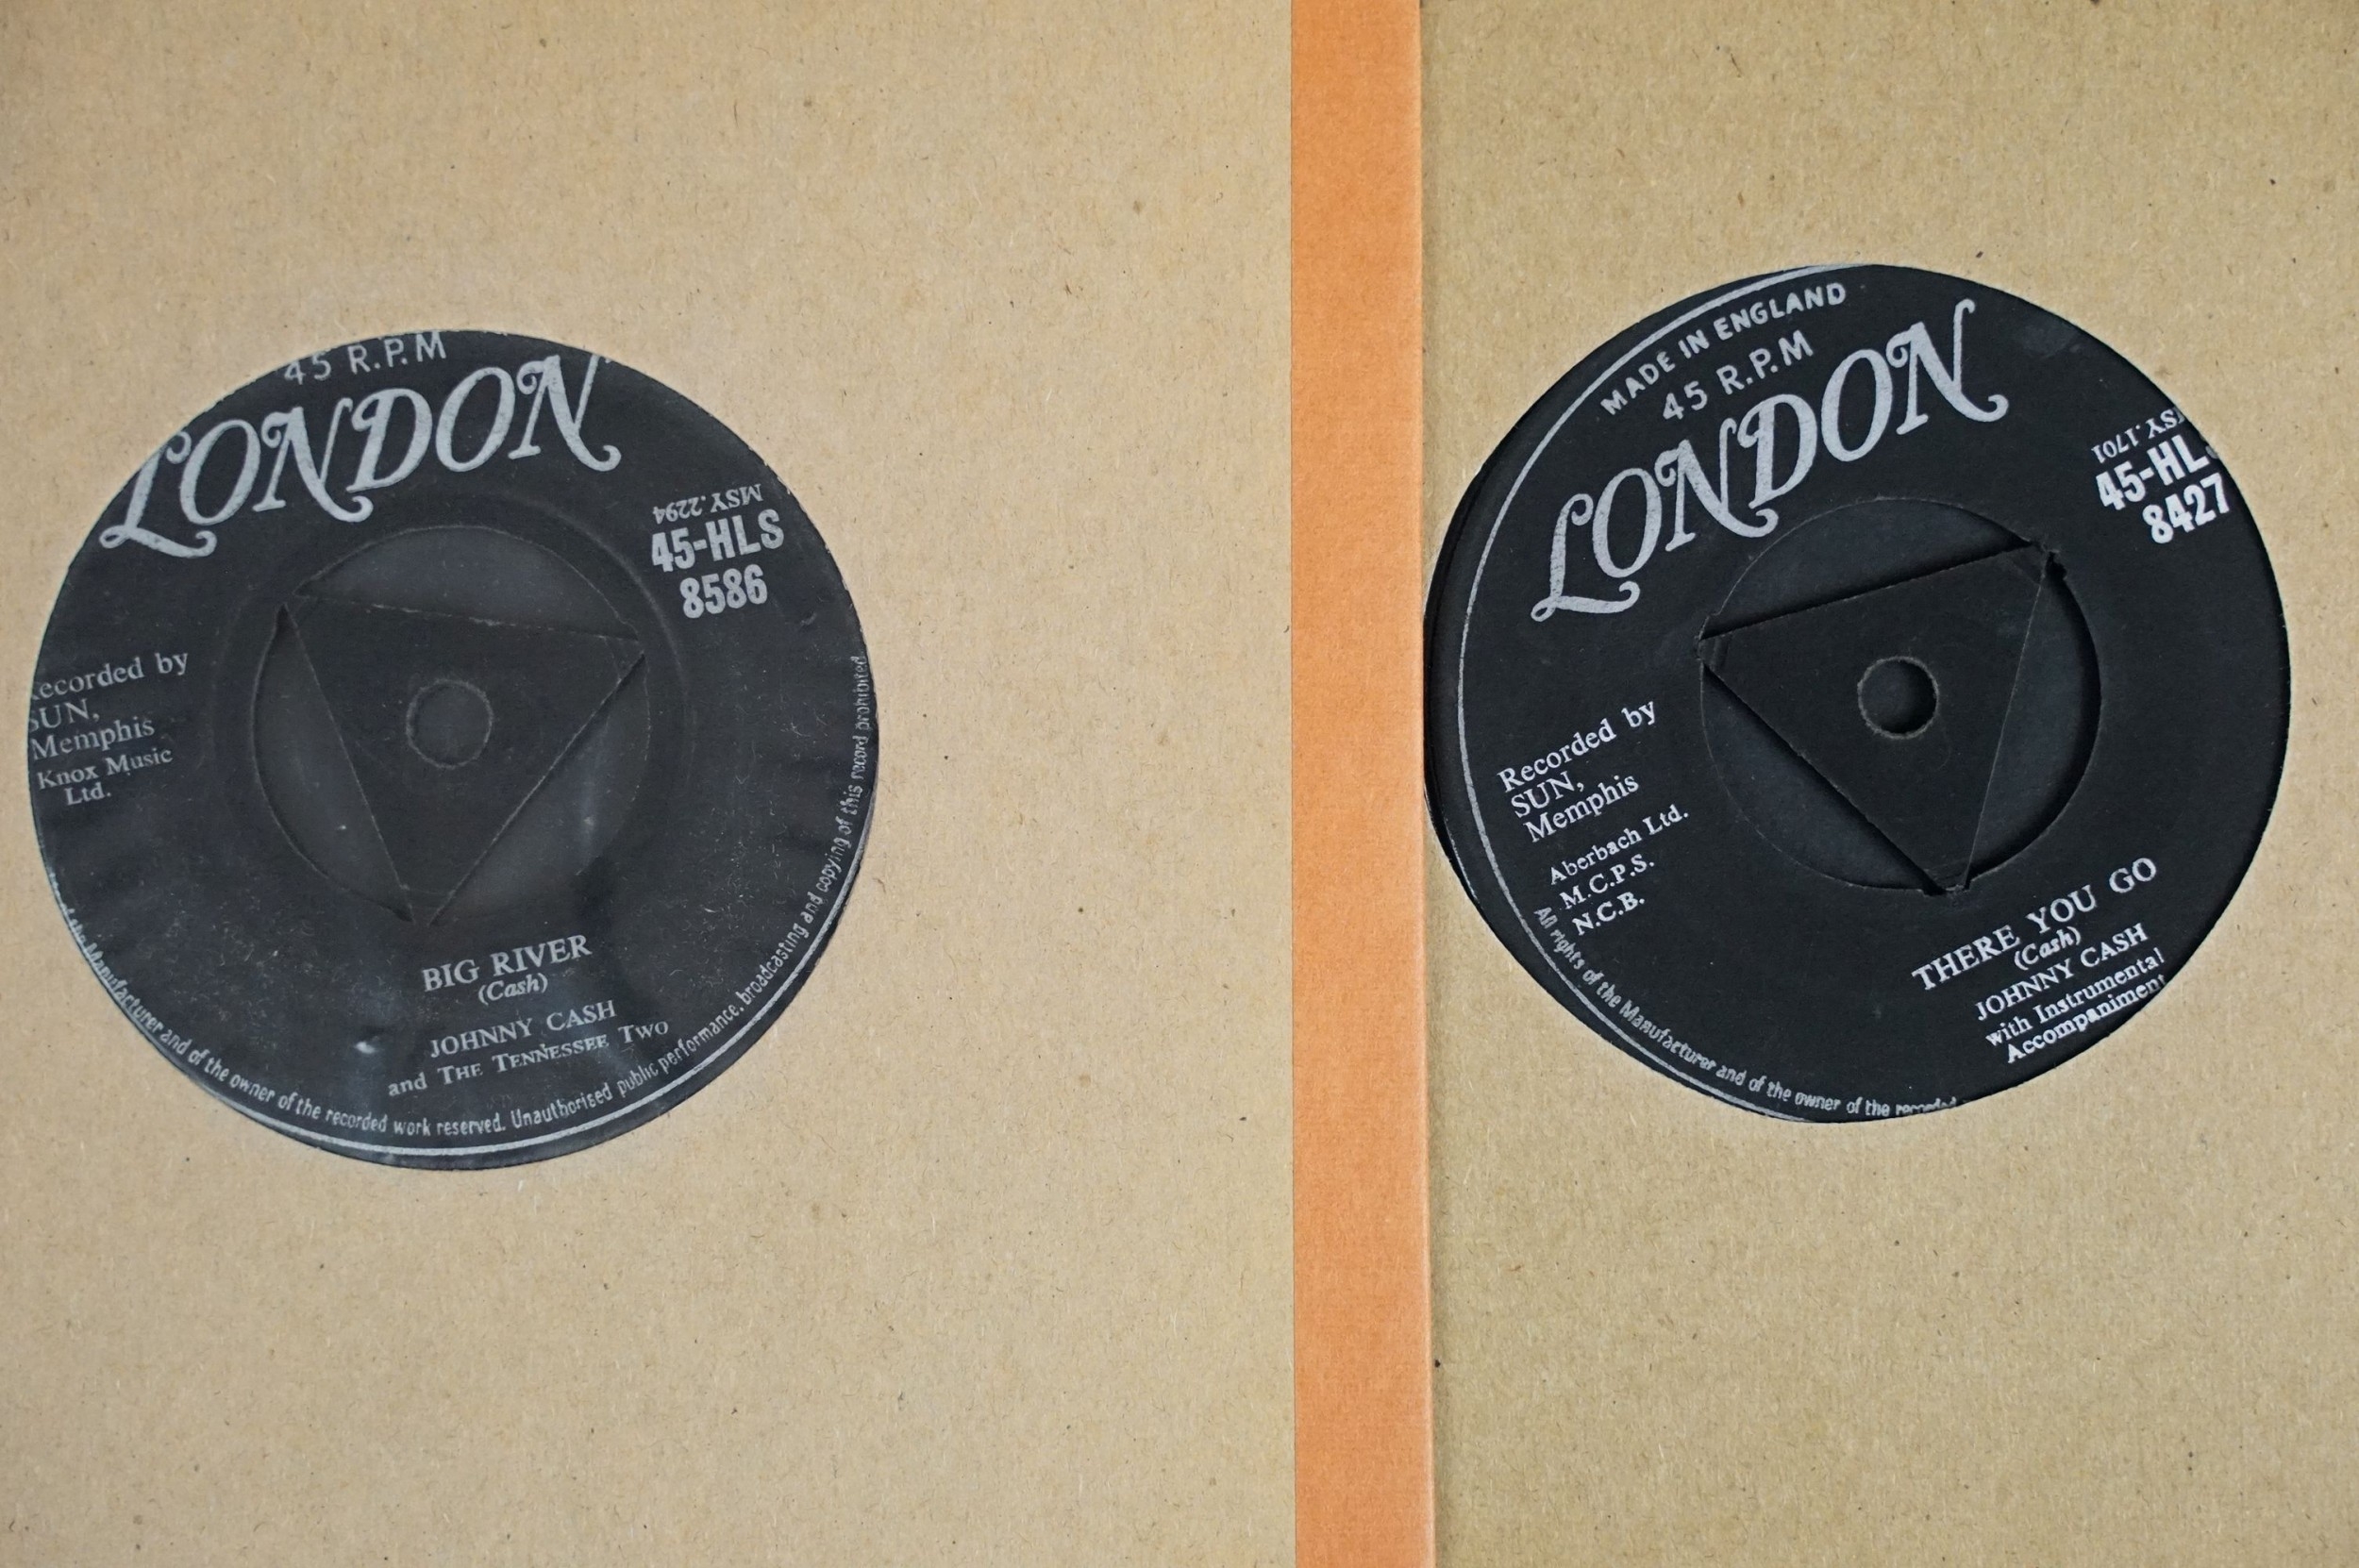 45 R.P.M
LONDON
MSY.2294
45-HLS
8586
Recorded by
SUN,
Memphis
Knox Music
Ltd.
BIG RIVER
(Cash)
JOHNNY CASH
and THE TENNESSEE TWO
of the Manufacturer and of the owner of the recorded work reserved. Unauthorised public performance, broadcasting and copying of this record prohibited.
MADE IN ENGLAND
45 R.P.M
LONDON
MSY.1701
45-HLS
8427
Recorded by
SUN,
Memphis
Aberbach Ltd.
M.C.P.S.
N.C.B.
THERE YOU GO
(Cash)
JOHNNY CASH
with Instrumental
Accompaniment
All rights of the Manufacturer and of the owner of the recorded